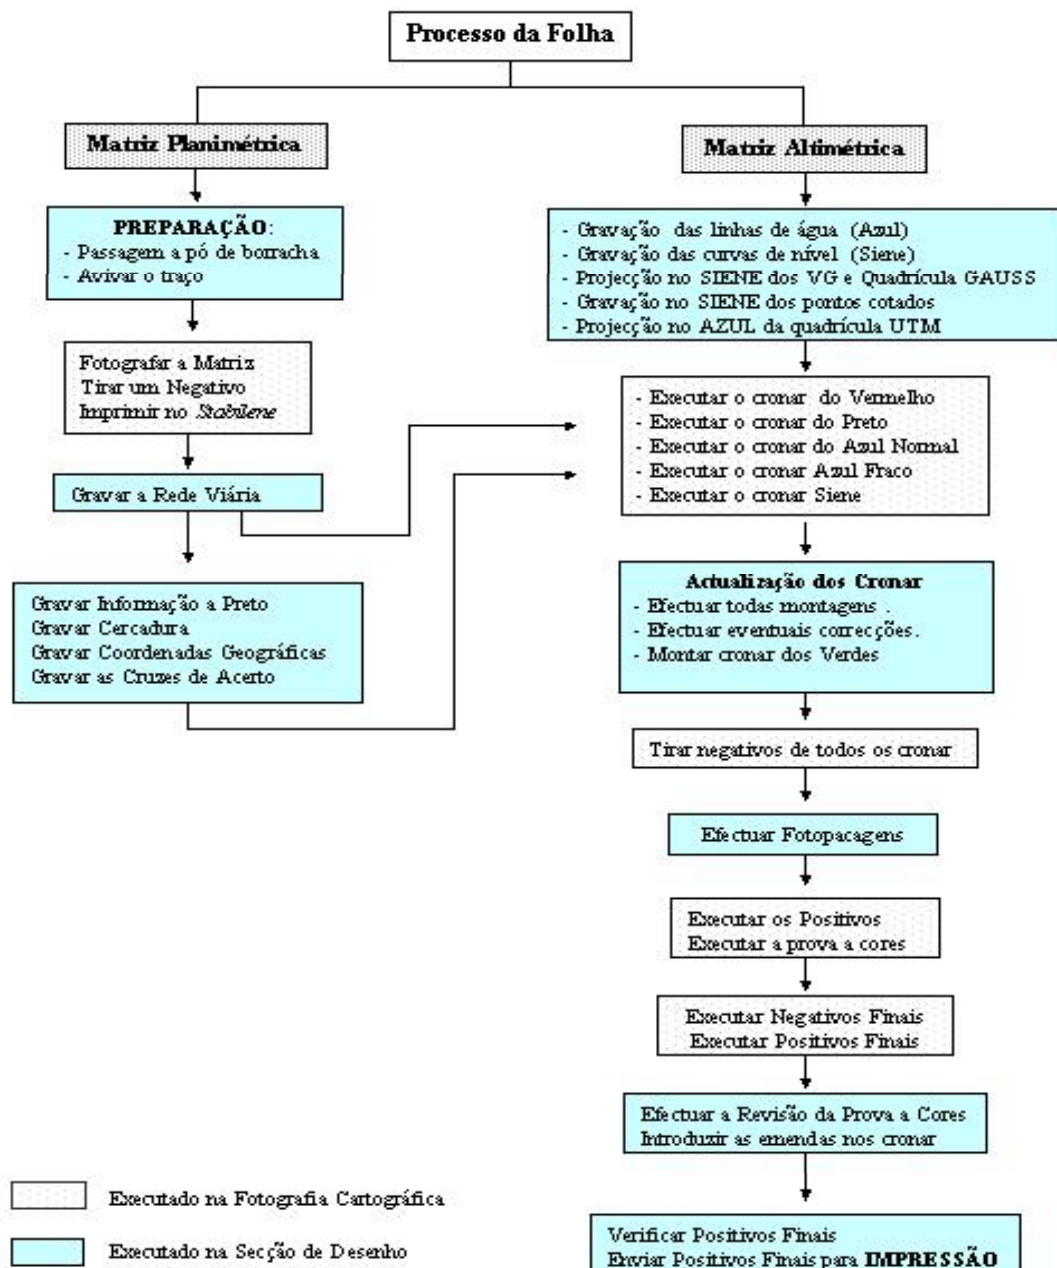 Processo da Folha
Matriz Planimétrica
PREPARAÇÃO:
- Passagem a pó de borracha
- Avivar o traço
Fotografar a Matriz
Tirar um Negativo
Imprimir no Stabilene
Gravar a Rede Viária
Gravar Informação a Preto
Gravar Cercadura
Gravar Coordenadas Geográficas
Gravar as Cruzes de Acerto
Matriz Altimétrica
- Gravação das linhas de água (Azul)
- Gravação das curvas de nível (Siene)
- Projecção no SIENE dos VG e Quadrícula GAUSS
- Gravação no SIENE dos pontos cotados
- Projecção no AZUL da quadrícula UTM
- Executar o cronar do Vermelho
- Executar o cronar do Preto
- Executar o cronar do Azul Normal
- Executar o cronar Azul Fraco
- Executar o cronar Siene
Actualização dos Cronar
- Efectuar todas montagens .
- Efectuar eventuais correcções.
- Montar cronar dos Verdes
Tirar negativos de todos os cronar
Efectuar Fotopacagens
Executar os Positivos
Executar a prova a cores
Executar Negativos Finais
Executar Positivos Finais
Efectuar a Revisão da Prova a Cores
Introduzir as emendas nos cronar
Verificar Positivos Finais
Enviar Positivos Finais para IMPRESSÃO
Executado na Fotografia Cartográfica
Executado na Secção de Desenho